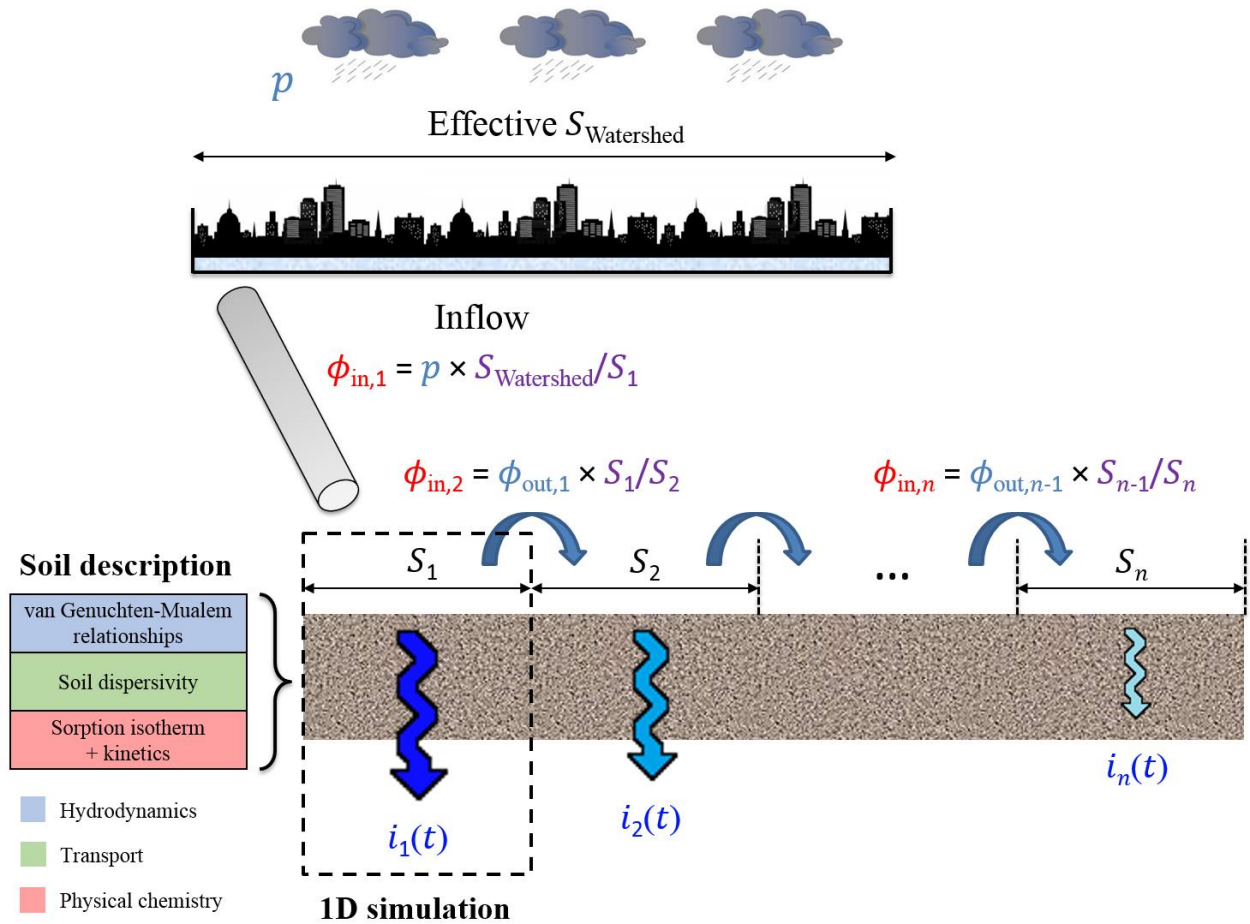 p
Effective S_Watershed
Inflow
ϕ_in,1 = p × S_Watershed/S_1
ϕ_in,2 = ϕ_out,1 × S_1/S_2
ϕ_in,n = ϕ_out,n-1 × S_n-1/S_n
S_1
S_2
...
S_n
Soil description
van Genuchten-Mualem
relationships
Soil dispersivity
Sorption isotherm
+ kinetics
i_1(t)
i_2(t)
i_n(t)
Hydrodynamics
Transport
Physical chemistry
1D simulation